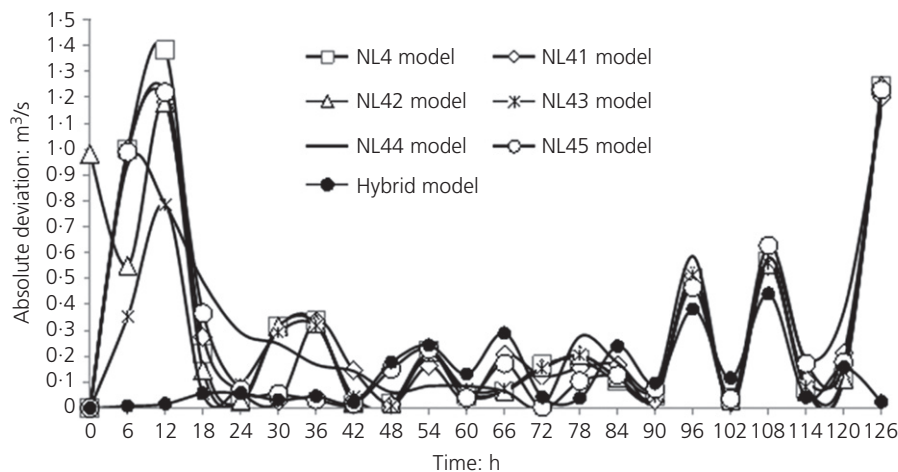 Absolute deviation: m³/s
1·5
1·4
1·3
1·2
1·1
1·0
0·9
0·8
0·7
0·6
0·5
0·4
0·3
0·2
0·1
0
NL4 model NL41 model
NL42 model NL43 model
NL44 model NL45 model
Hybrid model
0 6 12 18 24 30 36 42 48 54 60 66 72 78 84 90 96 102 108 114 120 126
Time: h